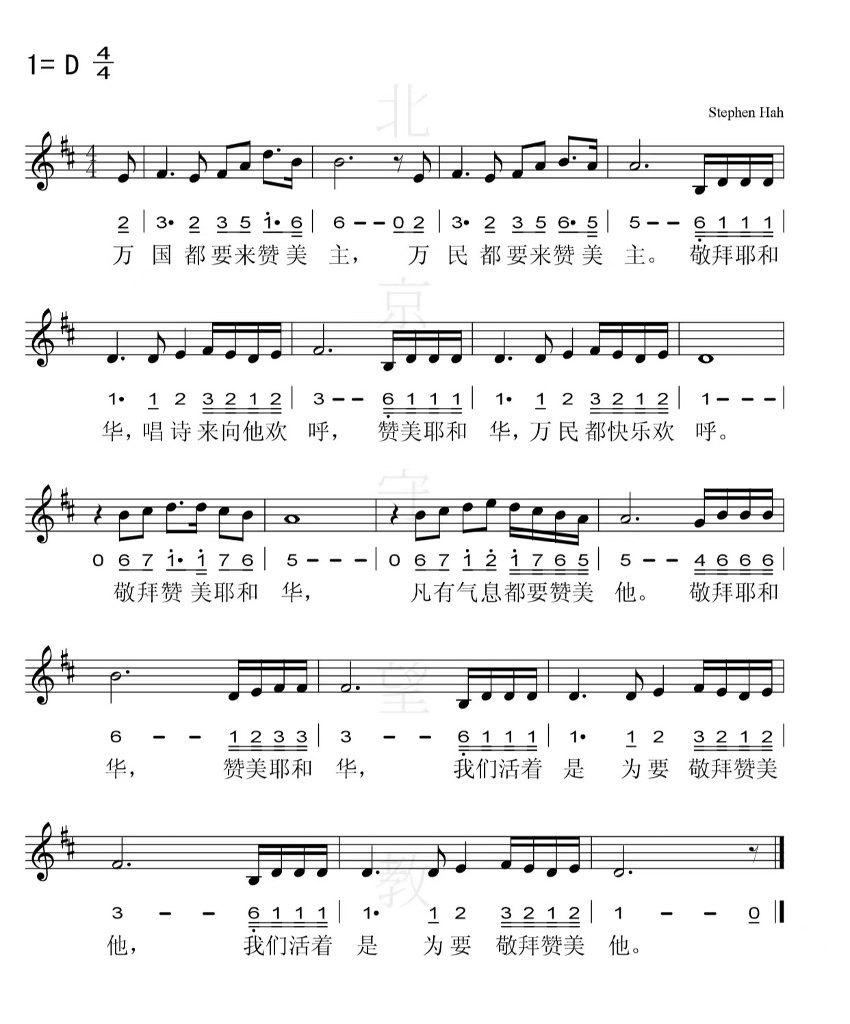 1= D 4/4
Stephen Hah
2 | 3• 2 3 5 1• 6 | 6 – – 0 2 | 3• 2 3 5 6• 5 | 5 – – 6 1 1 1
万 国 都 要 来 赞 美 主， 万 民 都 要 来 赞 美 主。 敬拜耶和
1• 1 2 3 2 1 2 | 3 – – 6 1 1 1 | 1• 1 2 3 2 1 2 | 1 – – – |
华，唱 诗 来向他欢 呼， 赞美耶和 华，万 民 都快乐欢 呼。
0 6 7 1• 1 7 6 | 5 – – – | 0 6 7 1 2 1 7 6 5 | 5 – – 4 6 6 6
敬拜赞 美耶和 华， 凡有气息都要赞美 他。 敬拜耶和
6 – – 1 2 3 3 | 3 – – 6 1 1 1 | 1• 1 2 3 2 1 2 |
华， 赞美耶和 华， 我们活着 是 为要 敬拜赞美
3 – – 6 1 1 1 | 1• 1 2 3 2 1 2 | 1 – – 0
他， 我们活着 是 为要 敬拜赞美 他。
北京守望教